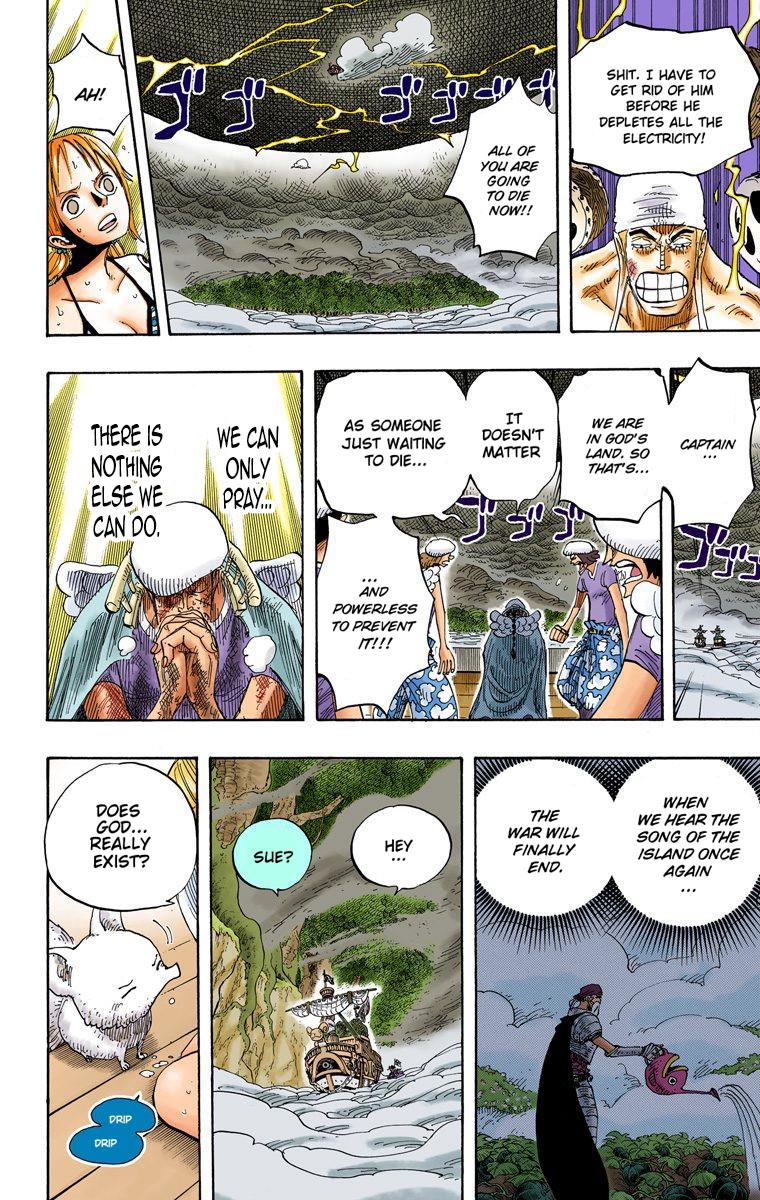 SHIT. I HAVE TO
GET RID OF HIM
BEFORE HE
DEPLETES ALL THE
ELECTRICITY!
ALL OF
YOU ARE
GOING
TO DIE
NOW!!
ゴゴ ゴゴゴゴ
AH!
CAPTAIN
...
ゴゴゴ
WE ARE
IN GOD'S
LAND. SO
THAT'S...
IT
DOESN'T
MATTER
AS SOMEONE
JUST WAITING
TO DIE...
ゴゴゴ
...
AND
POWERLESS
TO PREVENT
IT!!!
WE CAN
ONLY
PRAY...
THERE IS
NOTHING
ELSE WE
CAN DO.
WHEN
WE HEAR THE
SONG OF THE
ISLAND ONCE
AGAIN
...
THE
WAR WILL
FINALLY
END.
HEY
...
SUE?
DOES
GOD...
REALLY
EXIST?
DRIP
DRIP